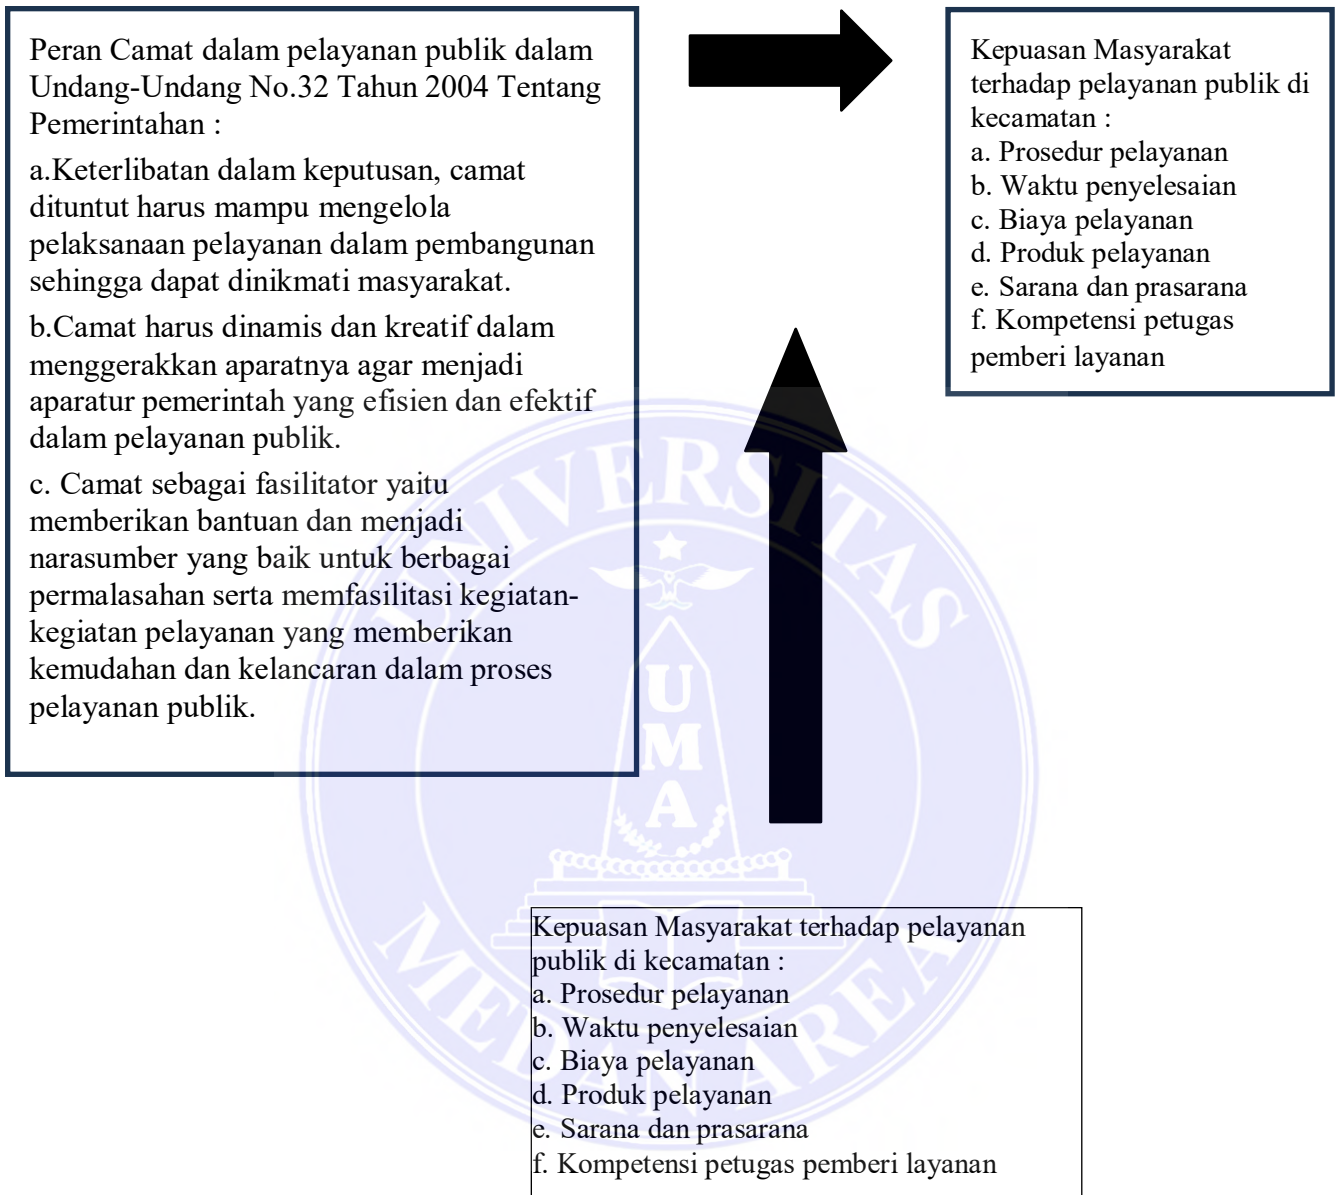 Peran Camat dalam pelayanan publik dalam
Undang-Undang No.32 Tahun 2004 Tentang
Pemerintahan :
a.Keterlibatan dalam keputusan, camat
dituntut harus mampu mengelola
pelaksanaan pelayanan dalam pembangunan
sehingga dapat dinikmati masyarakat.
b.Camat harus dinamis dan kreatif dalam
menggerakkan aparatnya agar menjadi
aparatur pemerintah yang efisien dan efektif
dalam pelayanan publik.
c. Camat sebagai fasilitator yaitu
memberikan bantuan dan menjadi
narasumber yang baik untuk berbagai
permalasahan serta memfasilitasi kegiatan-
kegiatan pelayanan yang memberikan
kemudahan dan kelancaran dalam proses
pelayanan publik.
Kepuasan Masyarakat
terhadap pelayanan publik di
kecamatan :
a. Prosedur pelayanan
b. Waktu penyelesaian
c. Biaya pelayanan
d. Produk pelayanan
e. Sarana dan prasarana
f. Kompetensi petugas
pemberi layanan
UNIVERSITAS
UMA
MEDAN AREA
Kepuasan Masyarakat terhadap pelayanan
publik di kecamatan :
a. Prosedur pelayanan
b. Waktu penyelesaian
c. Biaya pelayanan
d. Produk pelayanan
e. Sarana dan prasarana
f. Kompetensi petugas pemberi layanan